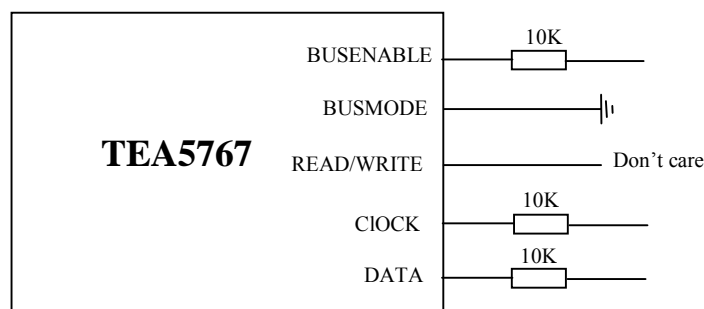 10K
BUSENABLE
BUSMODE
TEA5767
READ/WRITE
Don't care
10K
ClOCK
10K
DATA